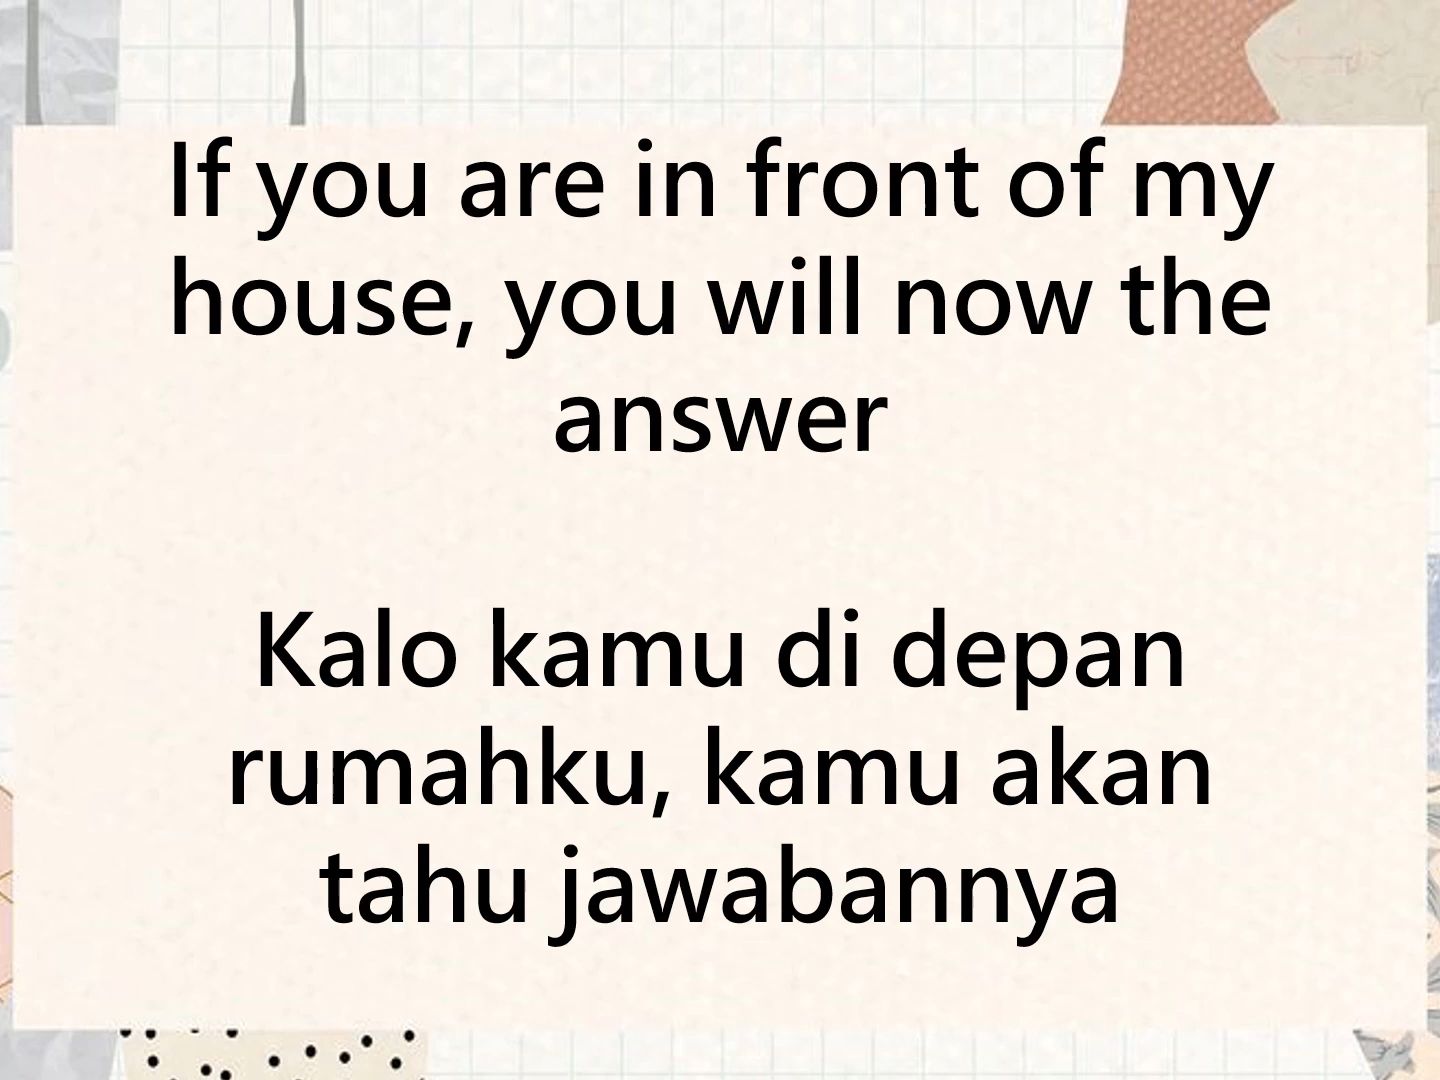 If you are in front of my
house, you will now the
answer
Kalo kamu di depan
rumahku, kamu akan
tahu jawabannya